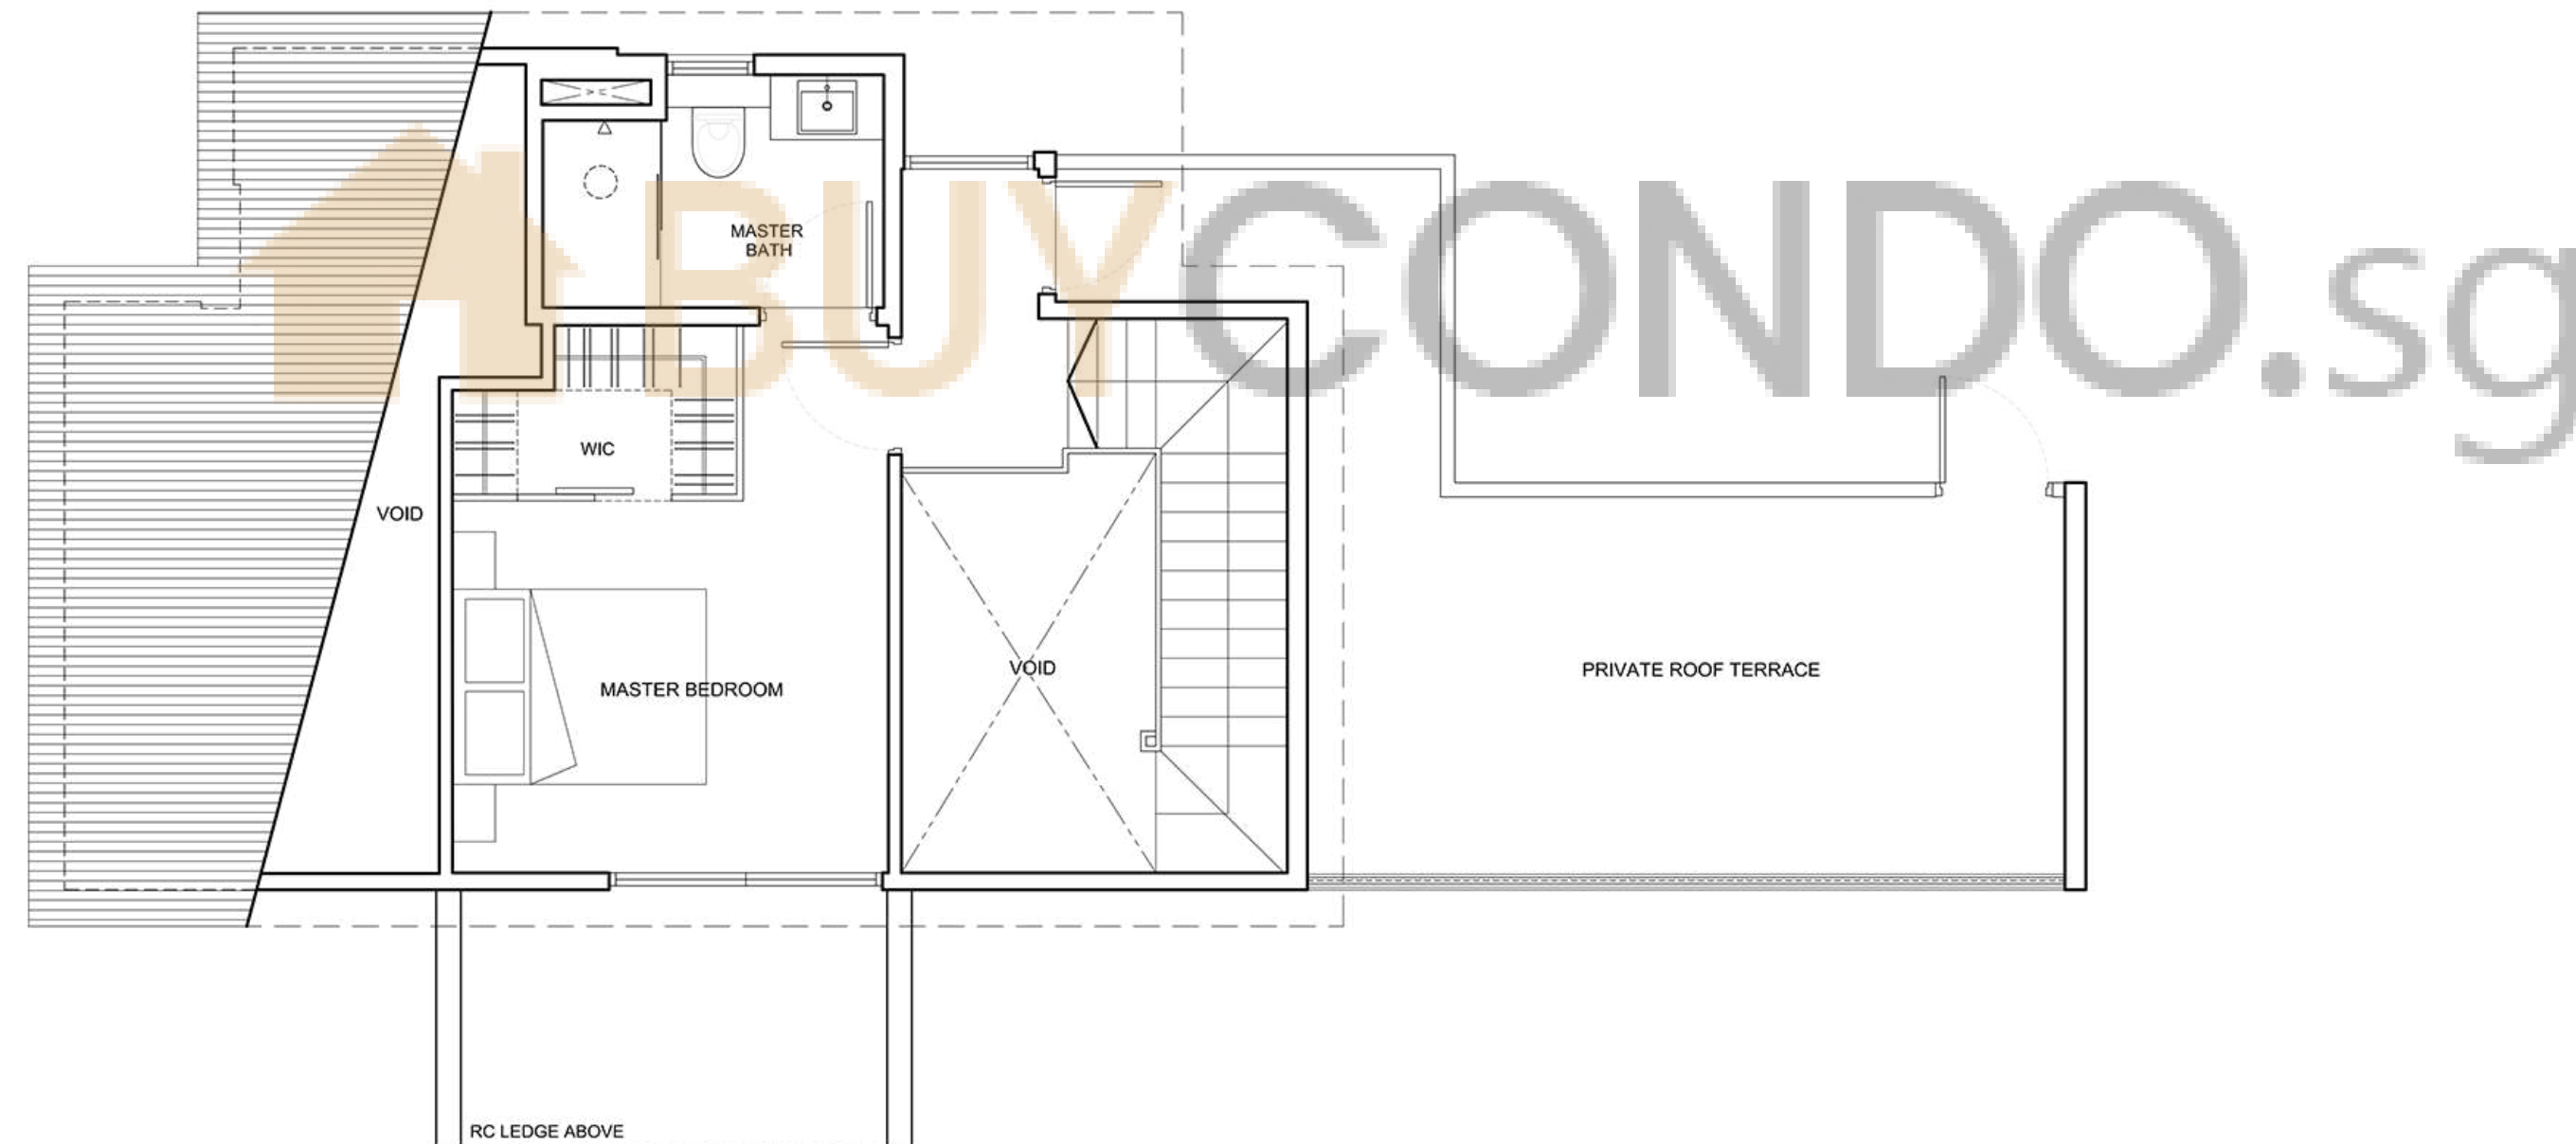 BUYCONDO.sg
MASTER
BATH
WIC
VOID
MASTER BEDROOM
VOID
PRIVATE ROOF TERRACE
RC LEDGE ABOVE